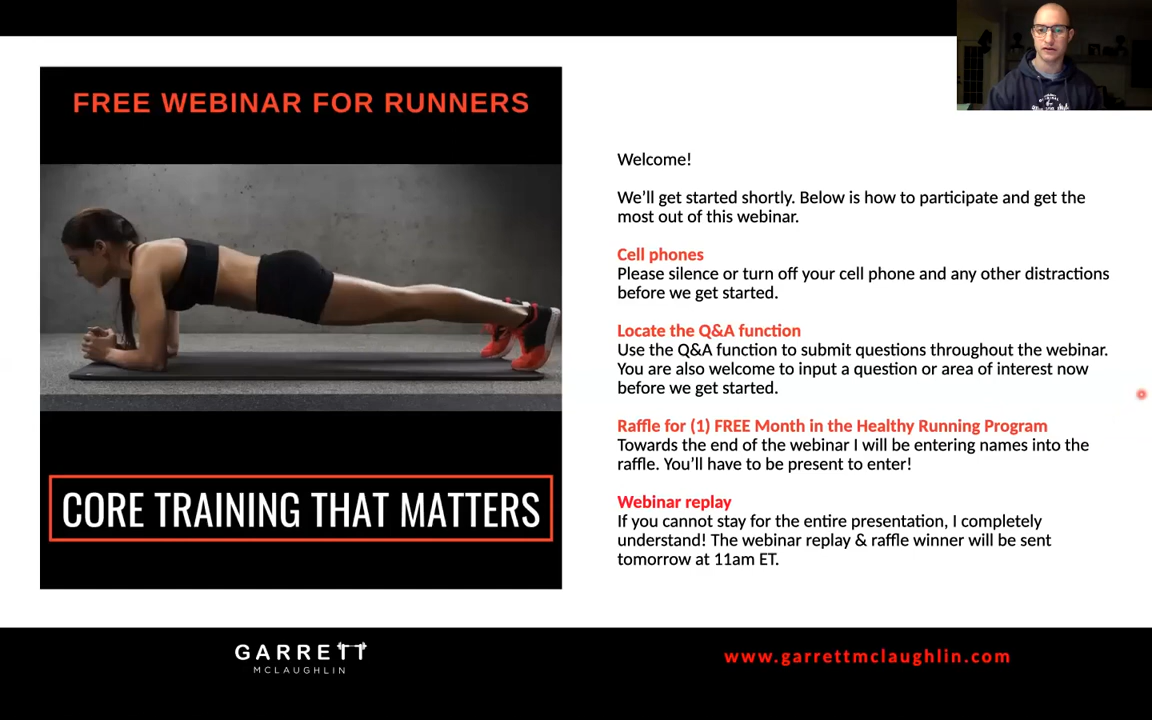 FREE WEBINAR FOR RUNNERS
CORE TRAINING THAT MATTERS
Welcome!
We'll get started shortly. Below is how to participate and get the
most out of this webinar.
Cell phones
Please silence or turn off your cell phone and any other distractions
before we get started.
Locate the Q&A function
Use the Q&A function to submit questions throughout the webinar.
You are also welcome to input a question or area of interest now
before we get started.
Raffle for (1) FREE Month in the Healthy Running Program
Towards the end of the webinar I will be entering names into the
raffle. You'll have to be present to enter!
Webinar replay
If you cannot stay for the entire presentation, I completely
understand! The webinar replay & raffle winner will be sent
tomorrow at 11am ET.
GARRETT
MCLAUGHLIN
www.garrettmclaughlin.com